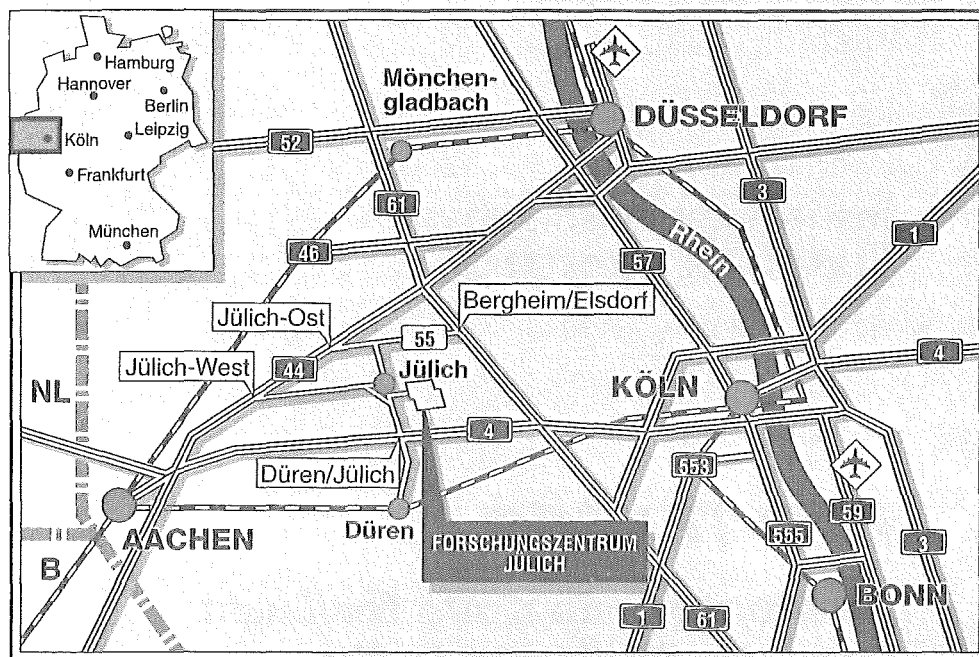 Hamburg
Hannover
Berlin
Köln
Leipzig
Frankfurt
München
Mönchen-
gladbach
DÜSSELDORF
52
61
3
1
46
57
Rhein
Bergheim/Elsdorf
Jülich-Ost
55
4
44
Jülich
Jülich-West
NL
KÖLN
4
553
Düren/Jülich
59
AACHEN
Düren
FORSCHUNGSZENTRUM
JÜLICH
555
3
B
BONN
1
61